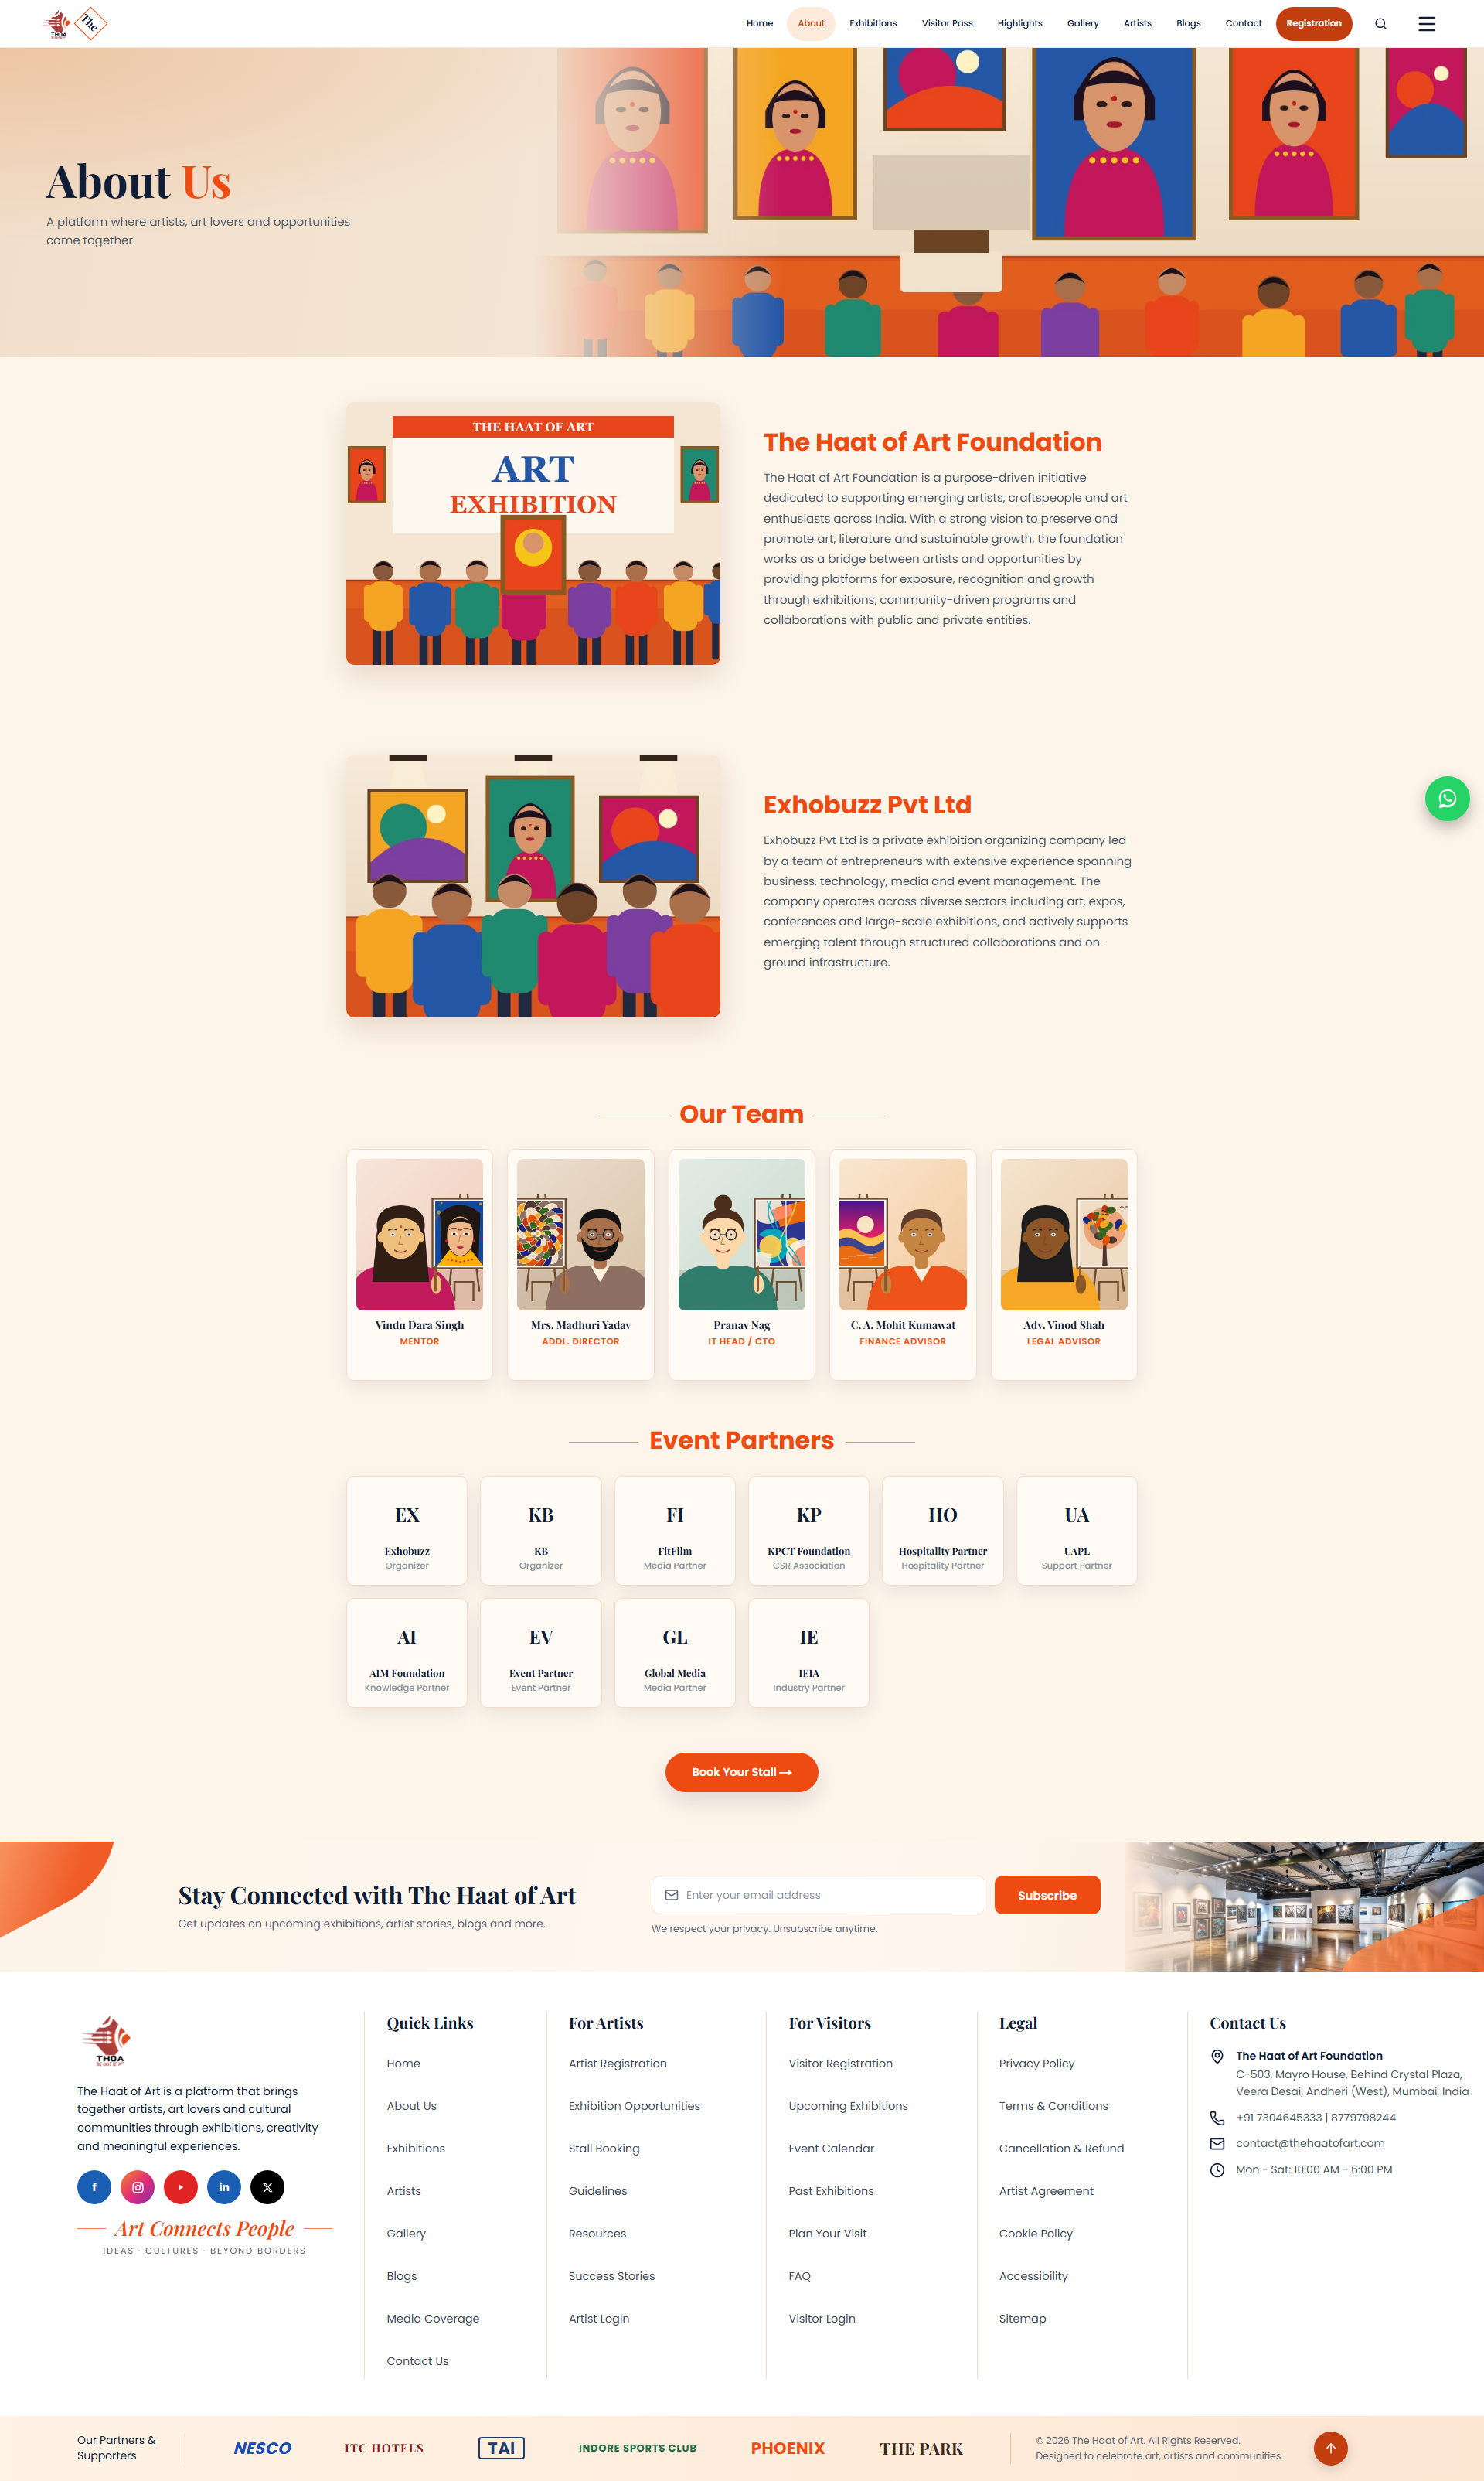 THOA
The
Home About Exhibitions Visitor Pass Highlights Gallery Artists Blogs Contact Registration
About Us
A platform where artists, art lovers and opportunities
come together.
THE HAAT OF ART
ART
EXHIBITION
The Haat of Art Foundation
The Haat of Art Foundation is a purpose-driven initiative
dedicated to supporting emerging artists, craftspeople and art
enthusiasts across India. With a strong vision to preserve and
promote art, literature and sustainable growth, the foundation
works as a bridge between artists and opportunities by
providing platforms for exposure, recognition and growth
through exhibitions, community-driven programs and
collaborations with public and private entities.
Exhobuzz Pvt Ltd
Exhobuzz Pvt Ltd is a private exhibition organizing company led
by a team of entrepreneurs with extensive experience spanning
business, technology, media and event management. The
company operates across diverse sectors including art, expos,
conferences and large-scale exhibitions, and actively supports
emerging talent through structured collaborations and on-
ground infrastructure.
Our Team
Vindu Dara Singh
MENTOR
Mrs. Madhuri Yadav
ADDL. DIRECTOR
Pranav Nag
IT HEAD / CTO
C. A. Mohit Kumawat
FINANCE ADVISOR
Adv. Vinod Shah
LEGAL ADVISOR
Event Partners
EX
Exhobuzz
Organizer
KB
KB
Organizer
FI
FitFilm
Media Partner
KP
KPCT Foundation
CSR Association
HO
Hospitality Partner
Hospitality Partner
UA
UAPL
Support Partner
AI
AIM Foundation
Knowledge Partner
EV
Event Partner
Event Partner
GL
Global Media
Media Partner
IE
IEIA
Industry Partner
Book Your Stall →
Stay Connected with The Haat of Art
Get updates on upcoming exhibitions, artist stories, blogs and more.
Enter your email address
Subscribe
We respect your privacy. Unsubscribe anytime.
THOA
THE HAAT OF ART
The Haat of Art is a platform that brings
together artists, art lovers and cultural
communities through exhibitions, creativity
and meaningful experiences.
Art Connects People
IDEAS · CULTURES · BEYOND BORDERS
Quick Links
Home
About Us
Exhibitions
Artists
Gallery
Blogs
Media Coverage
Contact Us
For Artists
Artist Registration
Exhibition Opportunities
Stall Booking
Guidelines
Resources
Success Stories
Artist Login
For Visitors
Visitor Registration
Upcoming Exhibitions
Event Calendar
Past Exhibitions
Plan Your Visit
FAQ
Visitor Login
Legal
Privacy Policy
Terms & Conditions
Cancellation & Refund
Artist Agreement
Cookie Policy
Accessibility
Sitemap
Contact Us
The Haat of Art Foundation
C-503, Mayro House, Behind Crystal Plaza,
Veera Desai, Andheri (West), Mumbai, India
+91 7304645333 | 8779798244
contact@thehaatofart.com
Mon - Sat: 10:00 AM - 6:00 PM
Our Partners &
Supporters
NESCO
ITC HOTELS
TAI
INDORE SPORTS CLUB
PHOENIX
THE PARK
© 2026 The Haat of Art. All Rights Reserved.
Designed to celebrate art, artists and communities.